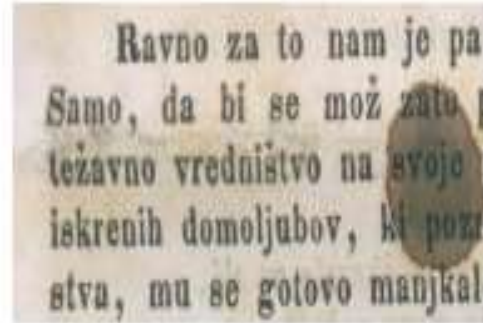 Ravno za to nam je pa
Samo, da bi se mož zato
težavno vredništvo na svoje
iskrenih domoljubov, ki pozn
stva, mu se gotovo manjkal